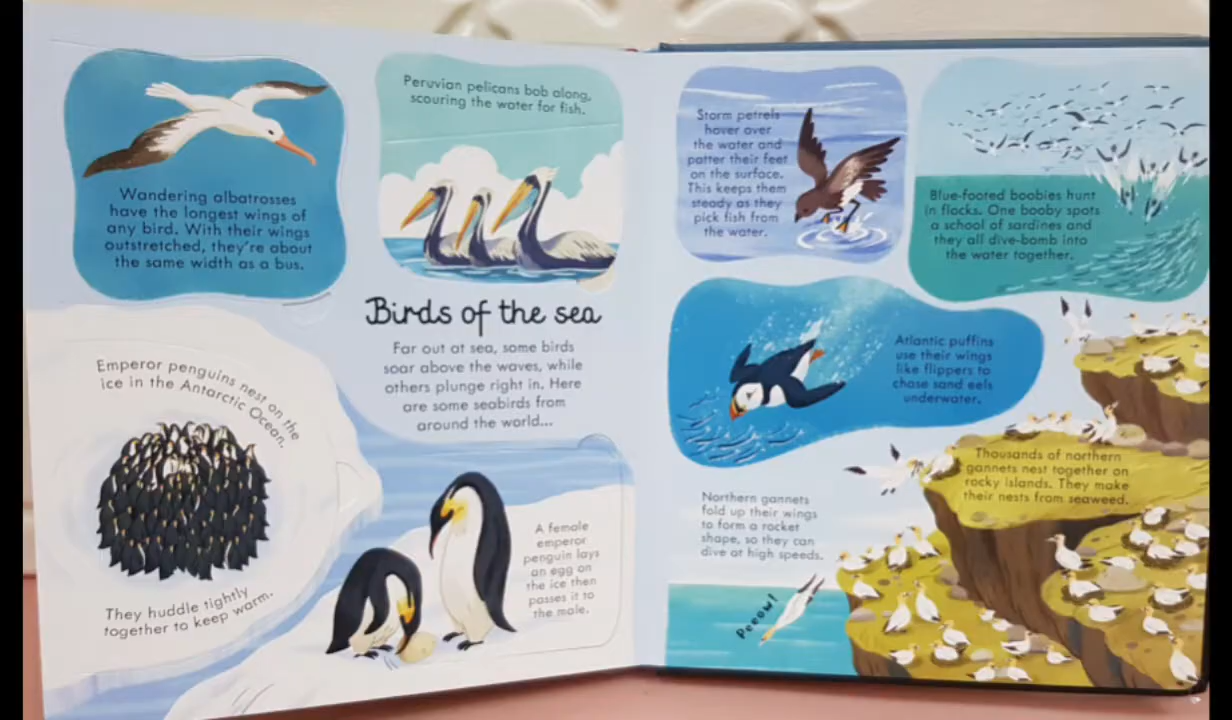 Wandering albatrosses
have the longest wings of
any bird. With their wings
outstretched, they're about
the same width as a bus.
Peruvian pelicans bob along,
scouring the water for fish.
Birds of the sea
Far out at sea, some birds
soar above the waves, while
others plunge right in. Here
are some seabirds from
around the world...
Emperor penguins nest on the
ice in the Antarctic Ocean.
They huddle tightly
together to keep warm.
A female
emperor
penguin lays
an egg on
the ice then
passes it to
the male.
Storm petrels
hover over
the water and
patter their feet
on the surface.
This keeps them
steady as they
pick fish from
the water.
Blue-footed boobies hunt
in flocks. One booby spots
a school of sardines and
they all dive-bomb into
the water together.
Atlantic puffins
use their wings
like flippers to
chase sand eels
underwater.
Thousands of northern
gannets nest together on
rocky islands. They make
their nests from seaweed.
Northern gannets
fold up their wings
to form a rocket
shape, so they can
dive at high speeds.
Peeow!